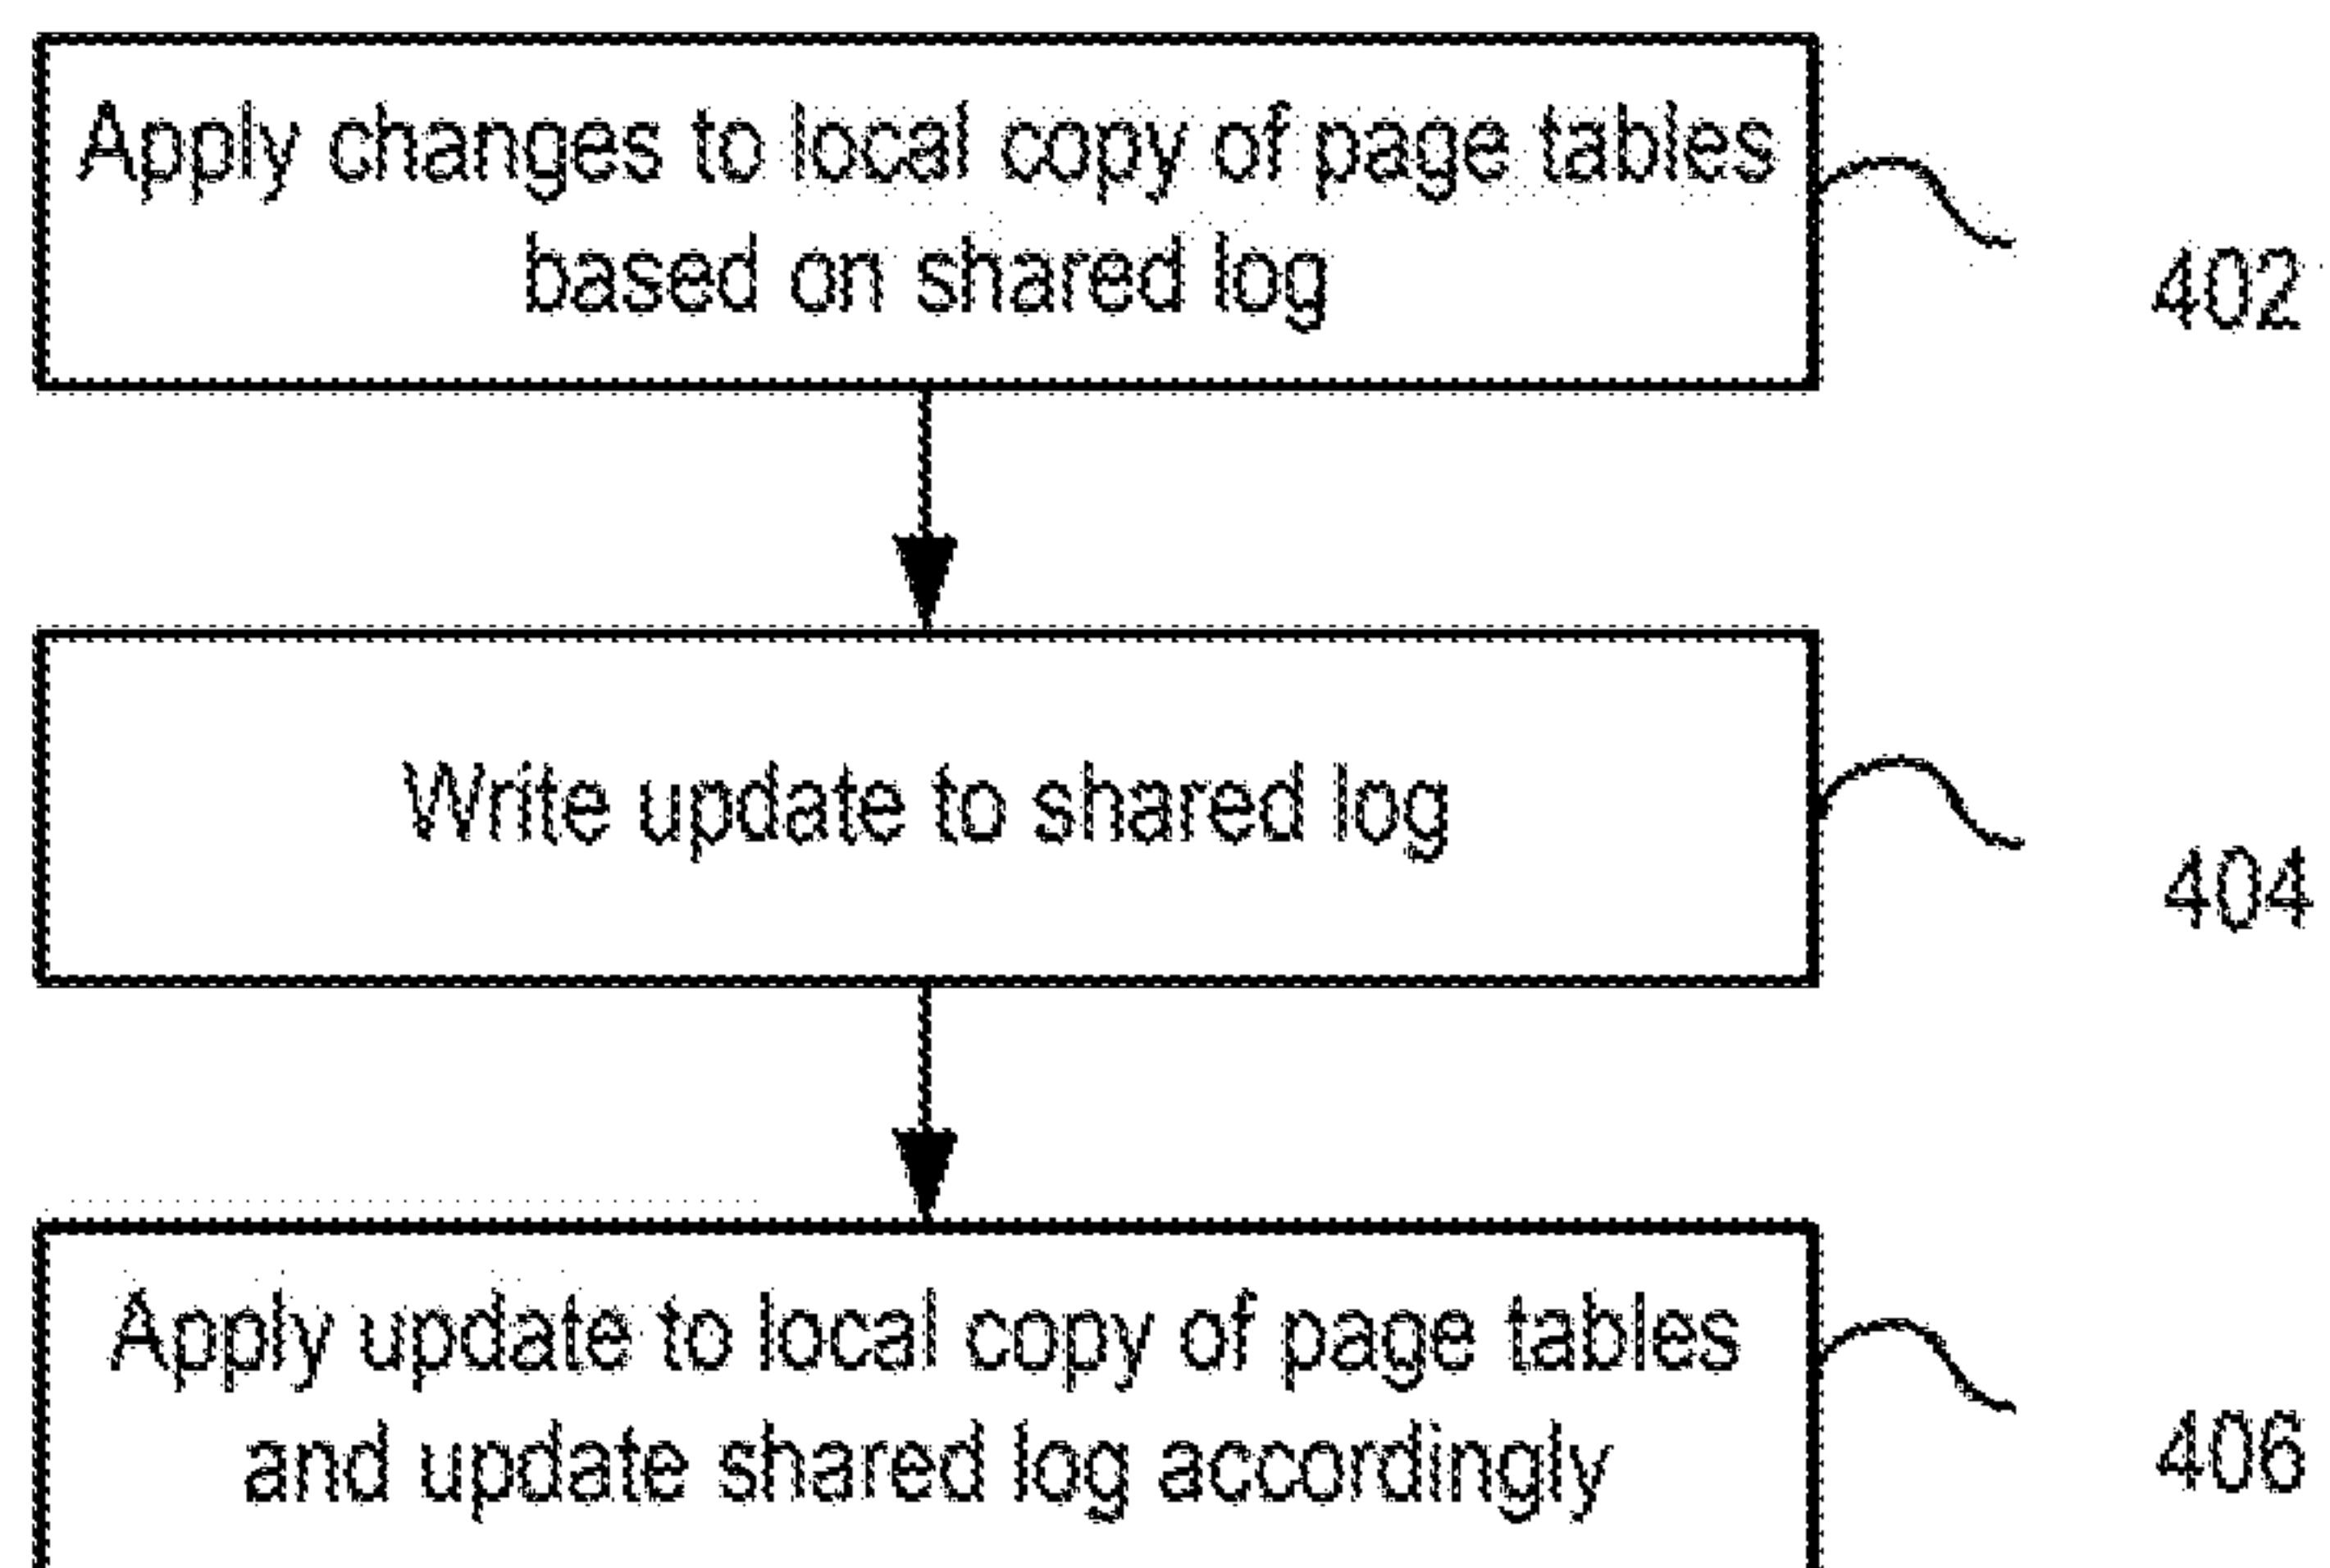 Apply changes to local copy of page tables
based on shared log
402
Write update to shared log
404
Apply update to local copy of page tables
and update shared log accordingly
406